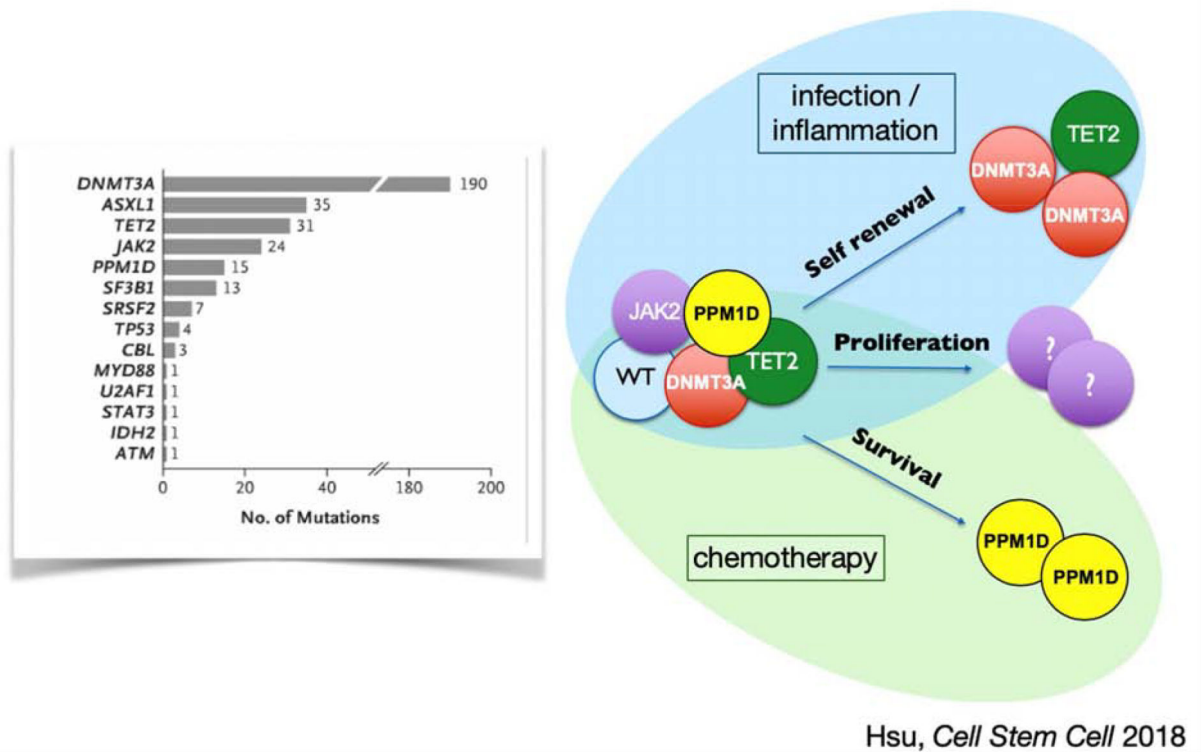 DNMT3A 190
ASXL1 35
TET2 31
JAK2 24
PPM1D 15
SF3B1 13
SRSF2 7
TP53 4
CBL 3
MYD88 1
U2AF1 1
STAT3 1
IDH2 1
ATM 1
0 20 40 180 200
No. of Mutations
infection /
inflammation
TET2
DNMT3A
DNMT3A
Self renewal
JAK2
PPM1D
WT
DNMT3A
TET2
Proliferation
?
?
Survival
chemotherapy
PPM1D
PPM1D
Hsu, Cell Stem Cell 2018